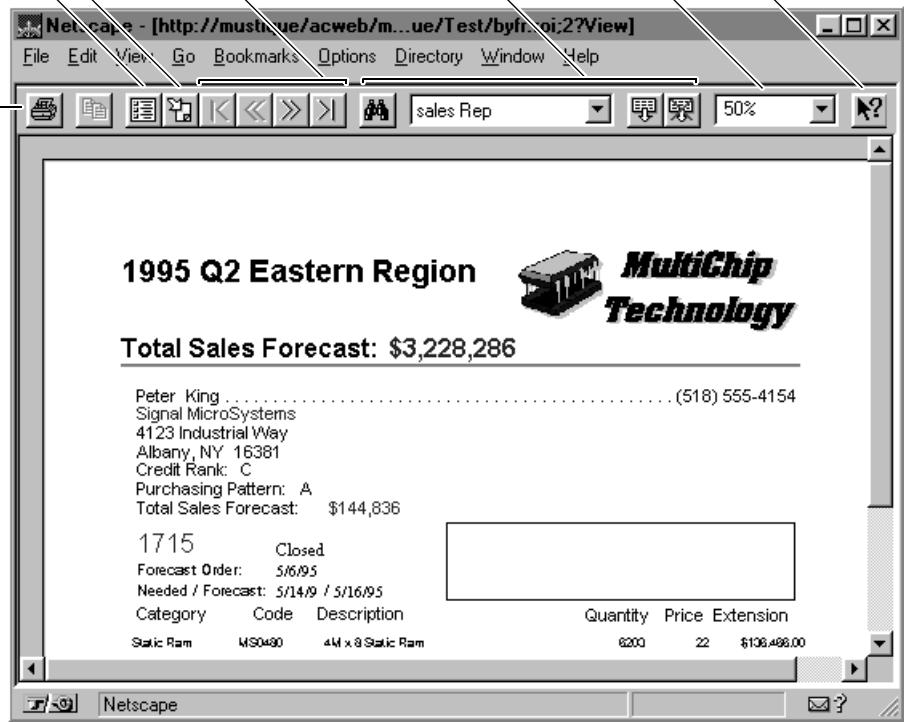 Netscape - [http://mustique/acweb/m...ue/Test/byfr.roi;2?View]
File Edit View Go Bookmarks Options Directory Window Help
sales Rep 50%
1995 Q2 Eastern Region
MultiChip
Technology
Total Sales Forecast: $3,228,286
Peter King . . . . . . . . . . . . . . . . . . . . . . . . . . . . . . . . . . . . . . . . . . . . . . . . (518) 555-4154
Signal MicroSystems
4123 Industrial Way
Albany, NY 16381
Credit Rank: C
Purchasing Pattern: A
Total Sales Forecast: $144,836
1715 Closed
Forecast Order: 5/6/95
Needed / Forecast: 5/14/9 / 5/16/95
Category Code Description Quantity Price Extension
Static Ram MS0480 4M x 8 Static Ram 6203 22 $136,466.00
Netscape